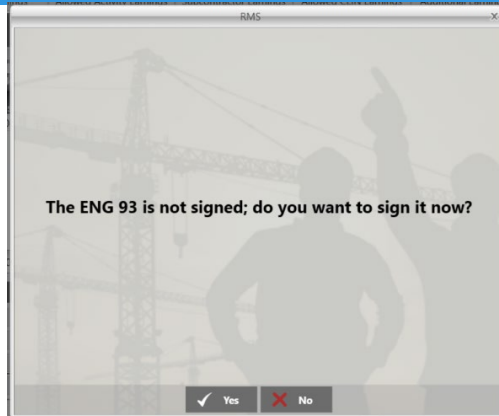 RMS
X
The ENG 93 is not signed; do you want to sign it now?
Yes
No